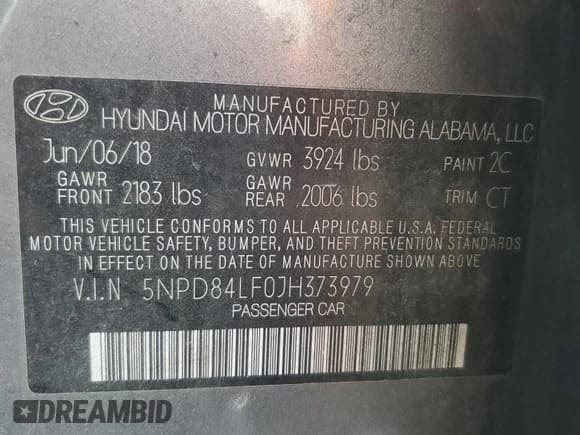 MANUFACTURED BY
HYUNDAI MOTOR MANUFACTURING ALABAMA, LLC
Jun/06/18 GVWR 3924 lbs PAINT 2C
GAWR FRONT 2183 lbs GAWR REAR 2006 lbs TRIM CT
THIS VEHICLE CONFORMS TO ALL APPLICABLE U.S.A. FEDERAL
MOTOR VEHICLE SAFETY, BUMPER, AND THEFT PREVENTION STANDARDS
IN EFFECT ON THE DATE OF MANUFACTURE SHOWN ABOVE
V.I.N 5NPD84LF0JH373979
PASSENGER CAR
DREAMBID